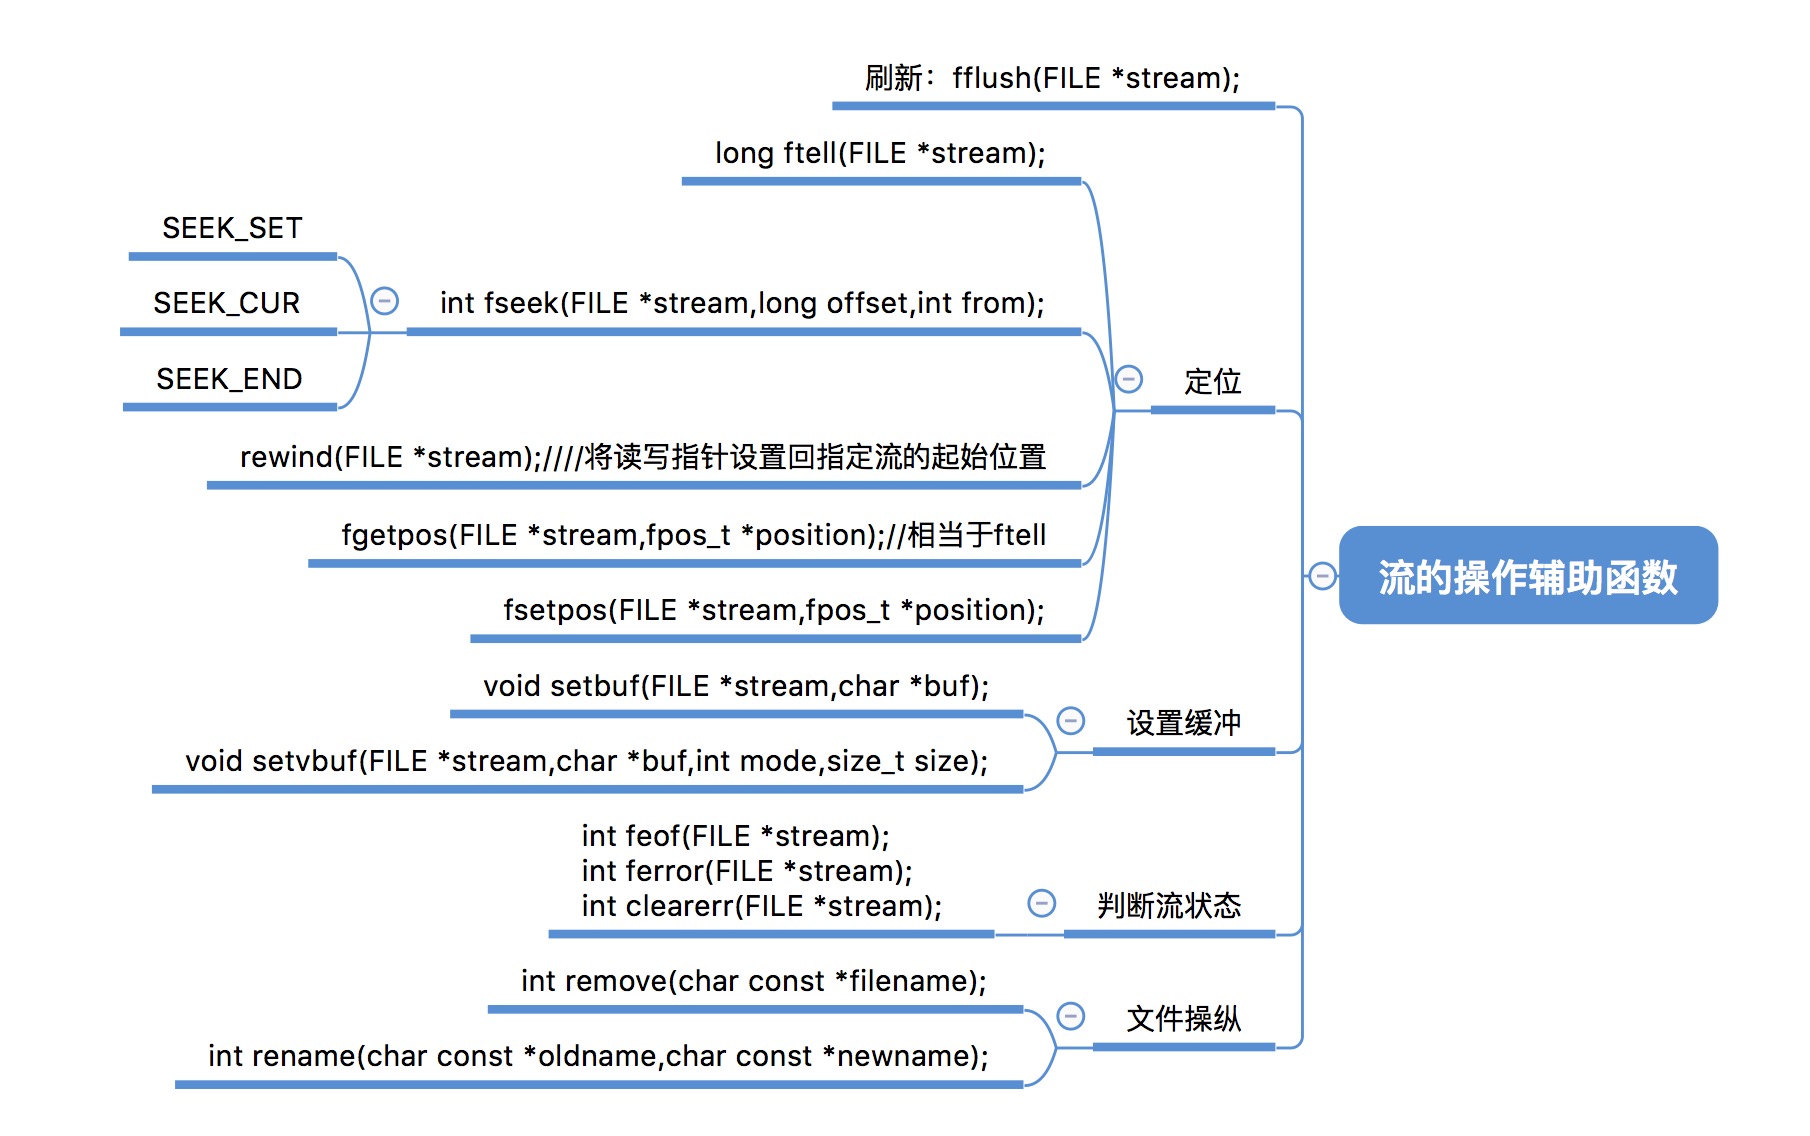 刷新：fflush(FILE *stream);
long ftell(FILE *stream);
SEEK_SET
SEEK_CUR
SEEK_END
int fseek(FILE *stream,long offset,int from);
rewind(FILE *stream);////将读写指针设置回指定流的起始位置
fgetpos(FILE *stream,fpos_t *position);//相当于ftell
fsetpos(FILE *stream,fpos_t *position);
定位
void setbuf(FILE *stream,char *buf);
void setvbuf(FILE *stream,char *buf,int mode,size_t size);
设置缓冲
int feof(FILE *stream);
int ferror(FILE *stream);
int clearerr(FILE *stream);
判断流状态
int remove(char const *filename);
int rename(char const *oldname,char const *newname);
文件操纵
流的操作辅助函数